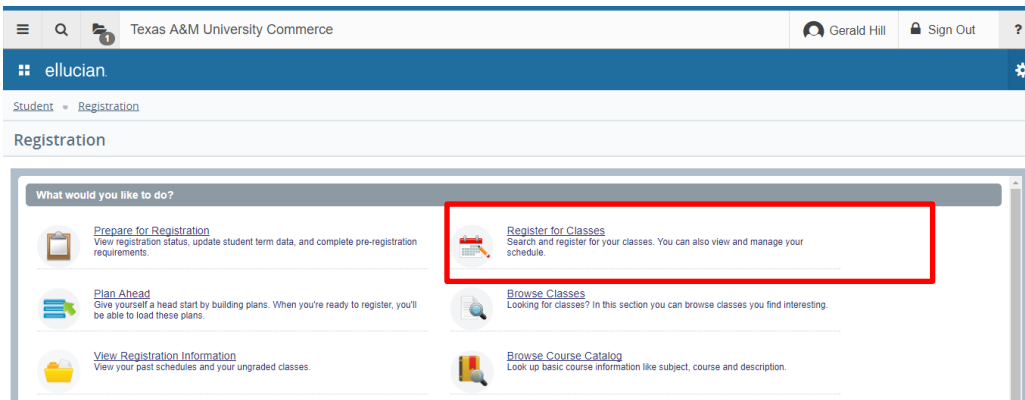 Texas A&M University Commerce
Gerald Hill
Sign Out
?
1
ellucian.
Student • Registration
Registration
What would you like to do?
Prepare for Registration
View registration status, update student term data, and complete pre-registration
requirements.
Register for Classes
Search and register for your classes. You can also view and manage your
schedule.
Plan Ahead
Give yourself a head start by building plans. When you're ready to register, you'll
be able to load these plans.
Browse Classes
Looking for classes? In this section you can browse classes you find interesting.
View Registration Information
View your past schedules and your ungraded classes.
Browse Course Catalog
Look up basic course information like subject, course and description.